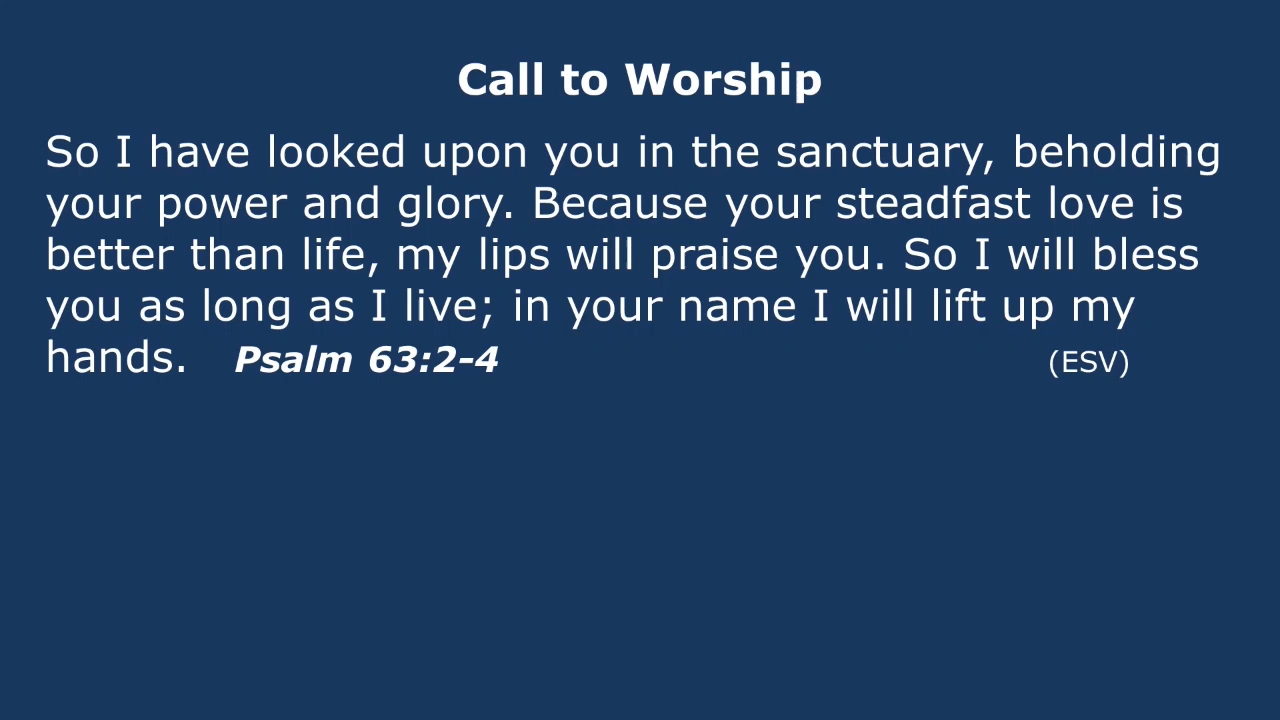 Call to Worship
So I have looked upon you in the sanctuary, beholding
your power and glory. Because your steadfast love is
better than life, my lips will praise you. So I will bless
you as long as I live; in your name I will lift up my
hands. Psalm 63:2-4 (ESV)